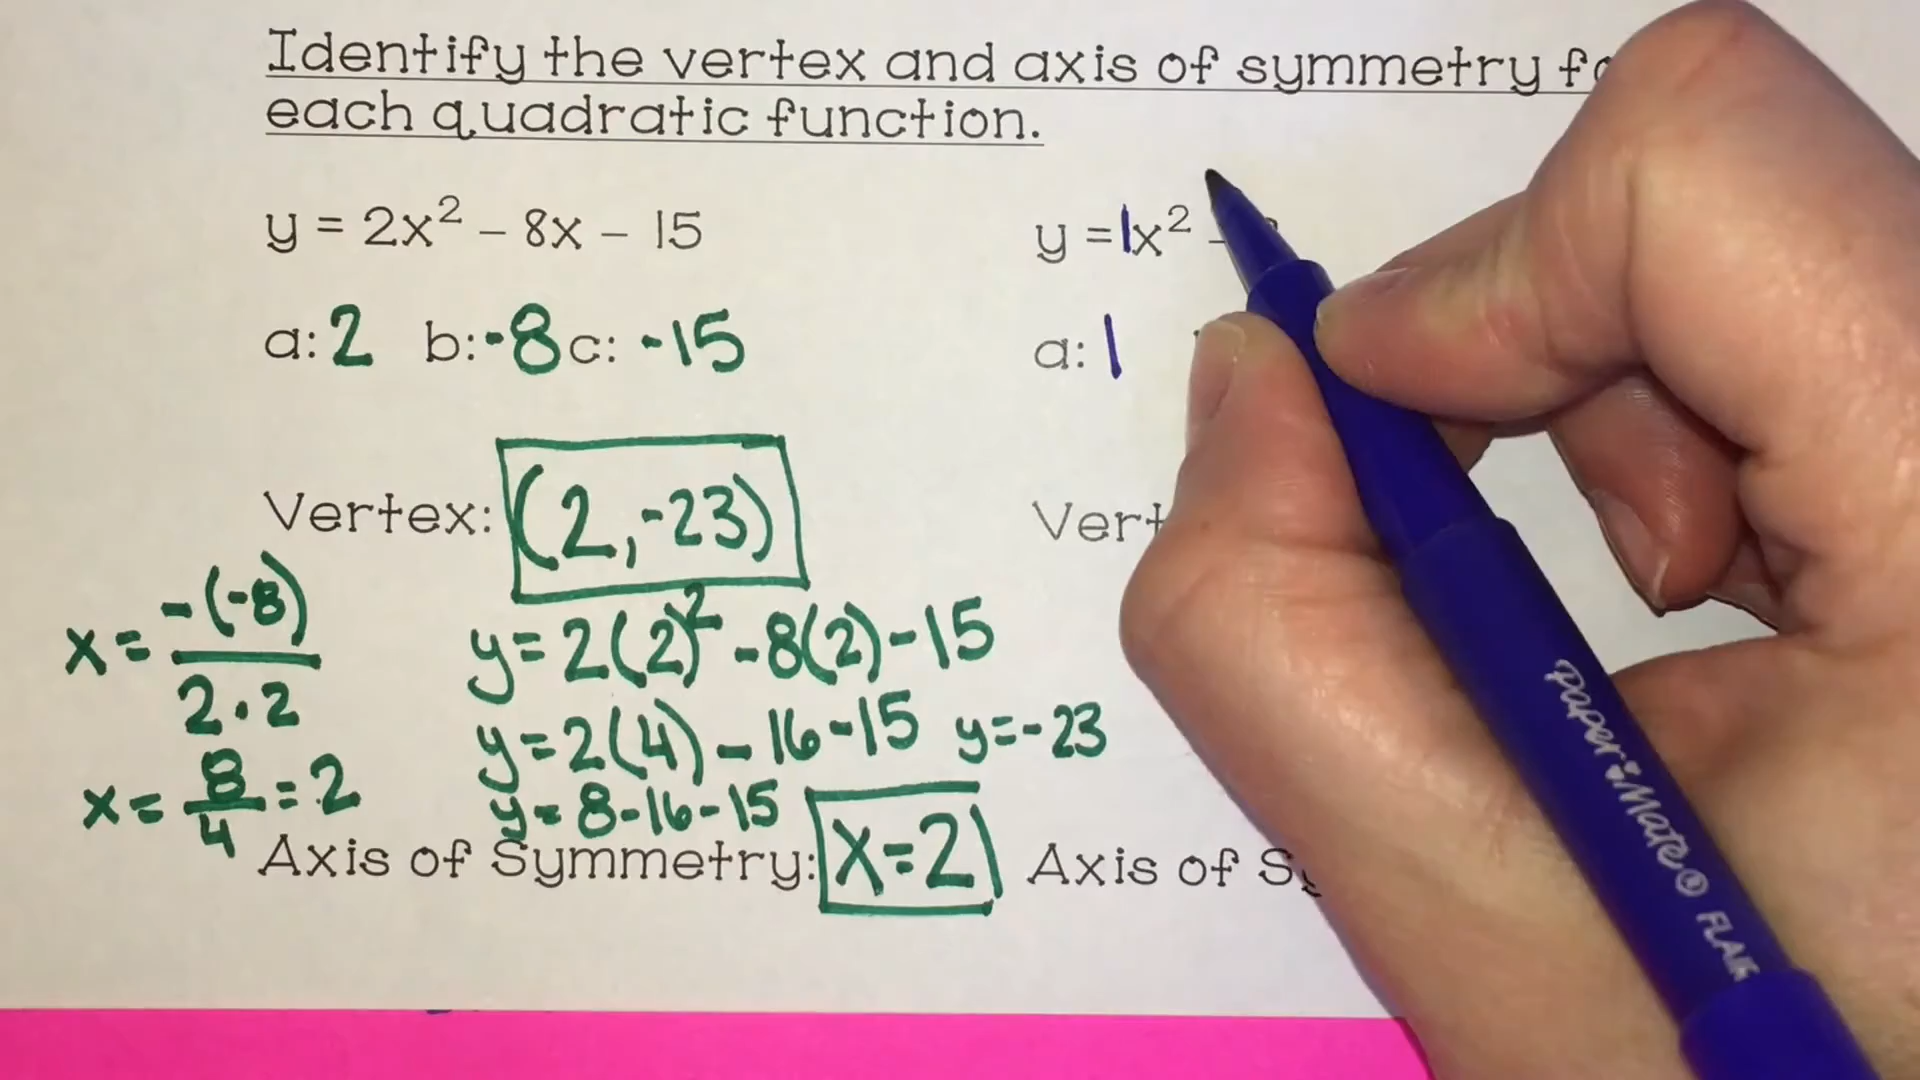 Identify the vertex and axis of symmetry
each quadratic function.
y = 2x² – 8x – 15
a: 2 b: -8 c: -15
Vertex: (2, -23)
x = -(-8) / 2·2
x = 8/4 = 2
y = 2(2)² - 8(2) - 15
y = 2(4) - 16 - 15 y = -23
y = 8 - 16 - 15
Axis of Symmetry: x = 2
y = 1x² –
a: 1
Axis of
Paper Mate® FLAIR